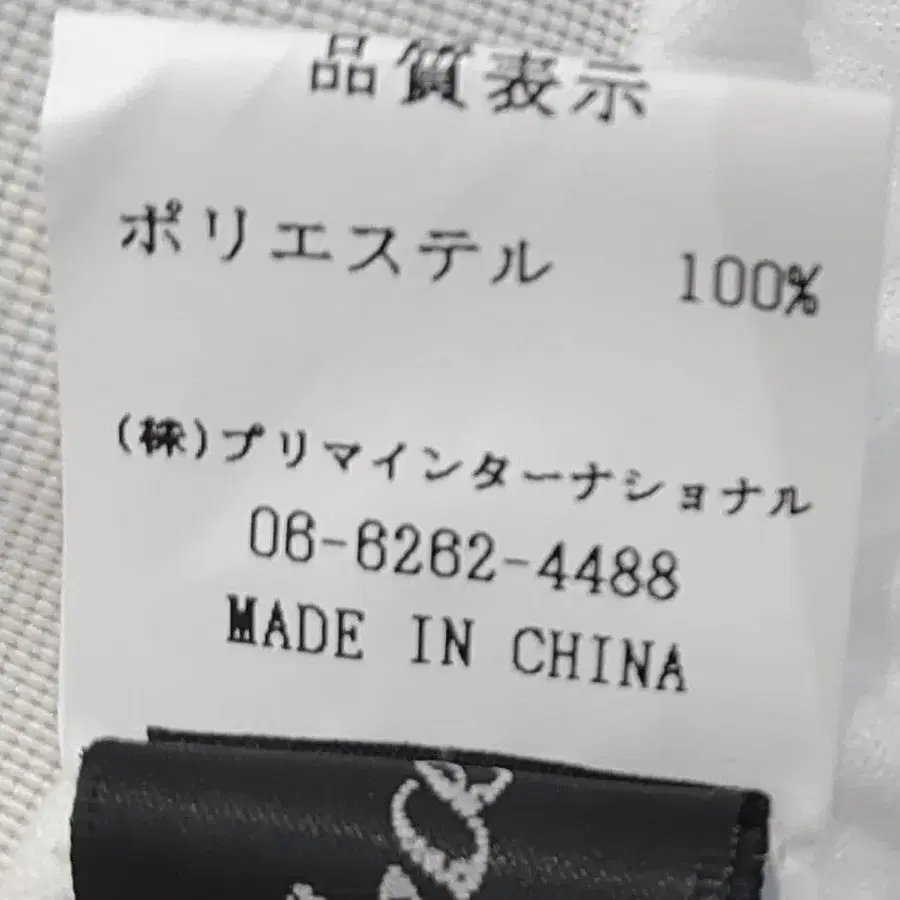 品質表示
ポリエステル 100%
(株)プリマインターナショナル
06-6262-4488
MADE IN CHINA